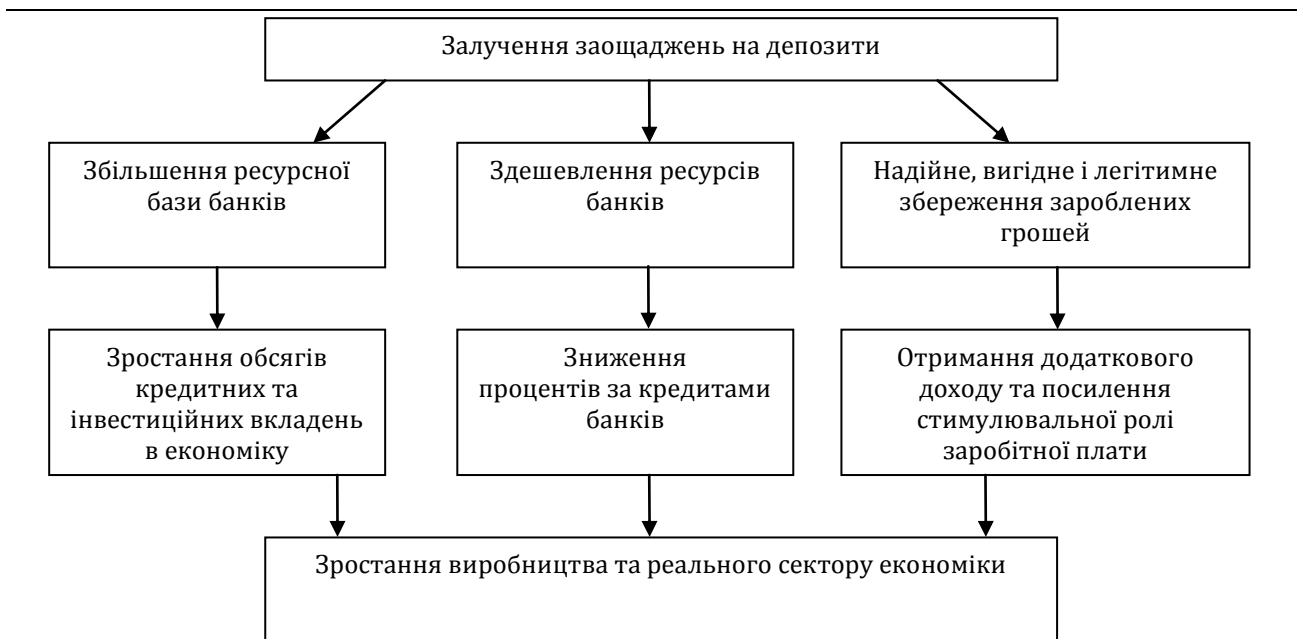 Залучення заощаджень на депозити
Збільшення ресурсної
бази банків
Здешевлення ресурсів
банків
Надійне, вигідне і легітимне
збереження зароблених
грошей
Зростання обсягів
кредитних та
інвестиційних вкладень
в економіку
Зниження
процентів за кредитами
банків
Отримання додаткового
доходу та посилення
стимулювальної ролі
заробітної плати
Зростання виробництва та реального сектору економіки